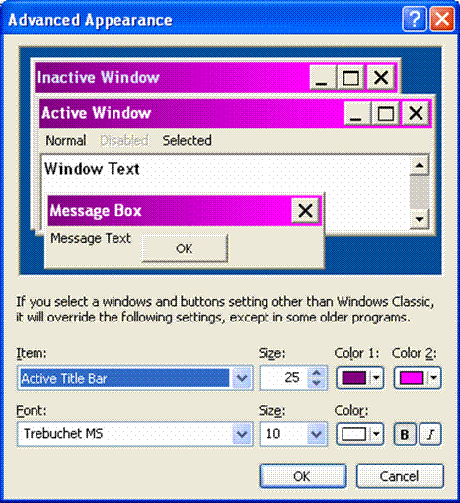 Advanced Appearance
Inactive Window
Active Window
Normal Disabled Selected
Window Text
Message Box
Message Text
OK
If you select a windows and buttons setting other than Windows Classic,
it will override the following settings, except in some older programs.
Item: Size: Color 1: Color 2:
Active Title Bar 25
Font: Size: Color:
Trebuchet MS 10 B I
OK Cancel